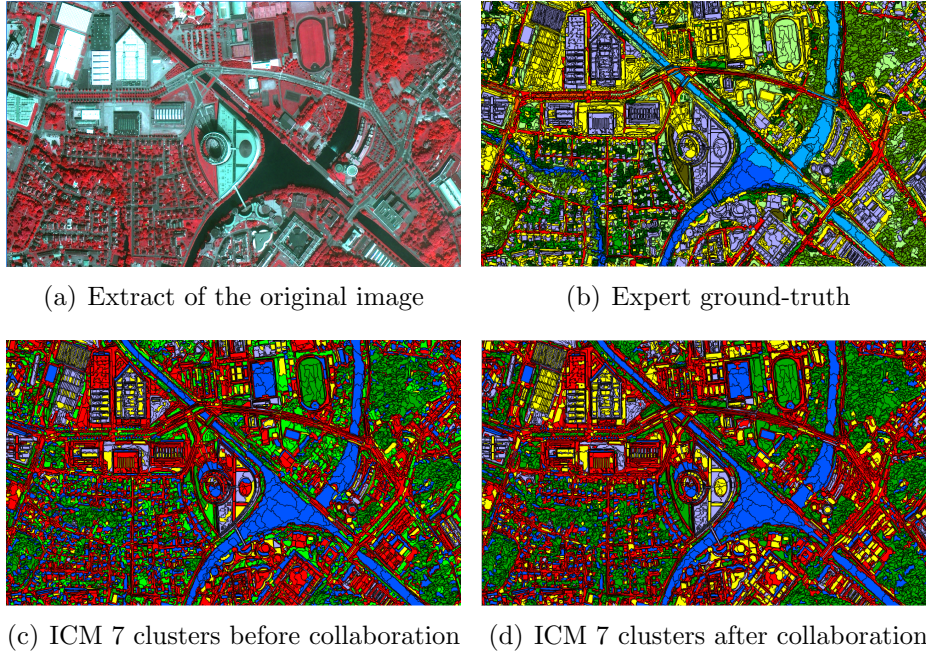 (a) Extract of the original image
(b) Expert ground-truth
(c) ICM 7 clusters before collaboration
(d) ICM 7 clusters after collaboration